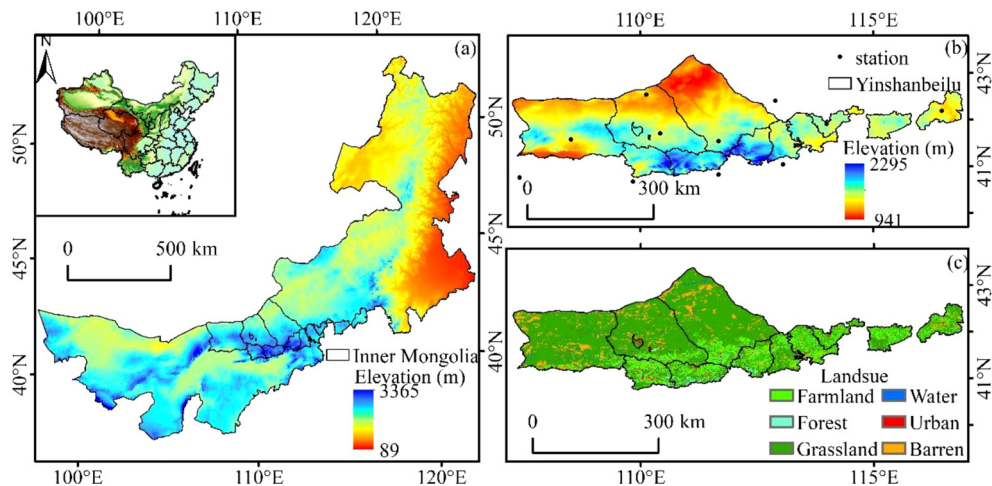 100°E 110°E 120°E
N
(a)
50°N
45°N
40°N
50°N
45°N
40°N
0 500 km
Inner Mongolia
Elevation (m)
3365
89
100°E 110°E 120°E
110°E 115°E
(b)
station
Yinshanbeilu
Elevation (m)
2295
941
0 300 km
43°N
41°N
(c)
43°N
41°N
Landsue
Farmland Water
Forest Urban
Grassland Barren
0 300 km
110°E 115°E